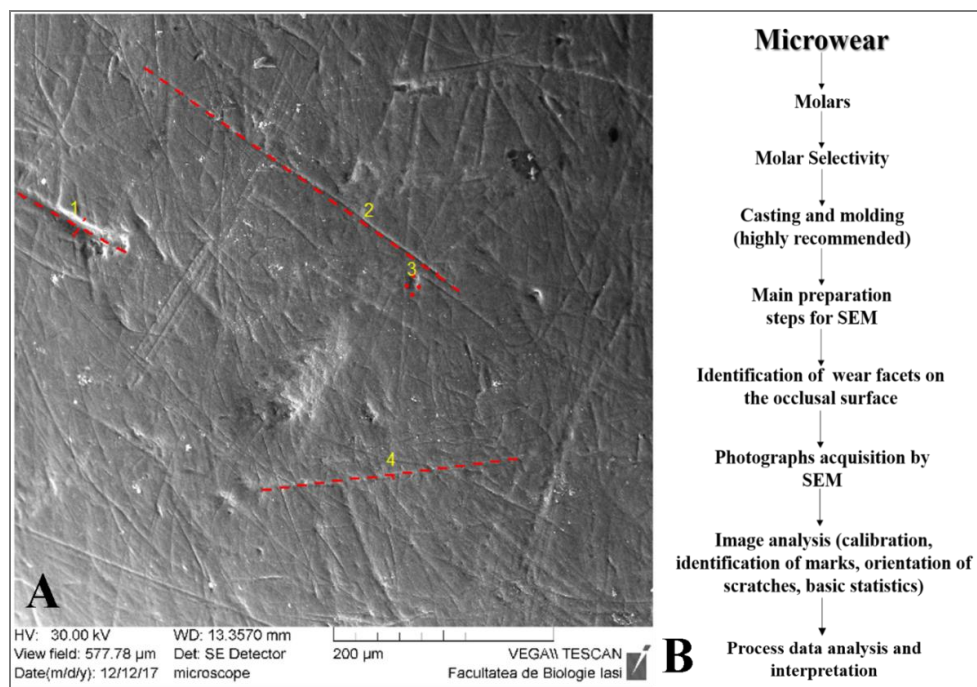 1
2
3
4
A
HV: 30.00 kV
WD: 13.3570 mm
View field: 577.78 µm
Det: SE Detector
200 µm
VEGA\\ TESCAN
Date(m/d/y): 12/12/17
microscope
Facultatea de Biologie Iasi
B
Microwear
Molars
Molar Selectivity
Casting and molding
(highly recommended)
Main preparation
steps for SEM
Identification of wear facets on
the occlusal surface
Photographs acquisition by
SEM
Image analysis (calibration,
identification of marks, orientation of
scratches, basic statistics)
Process data analysis and
interpretation